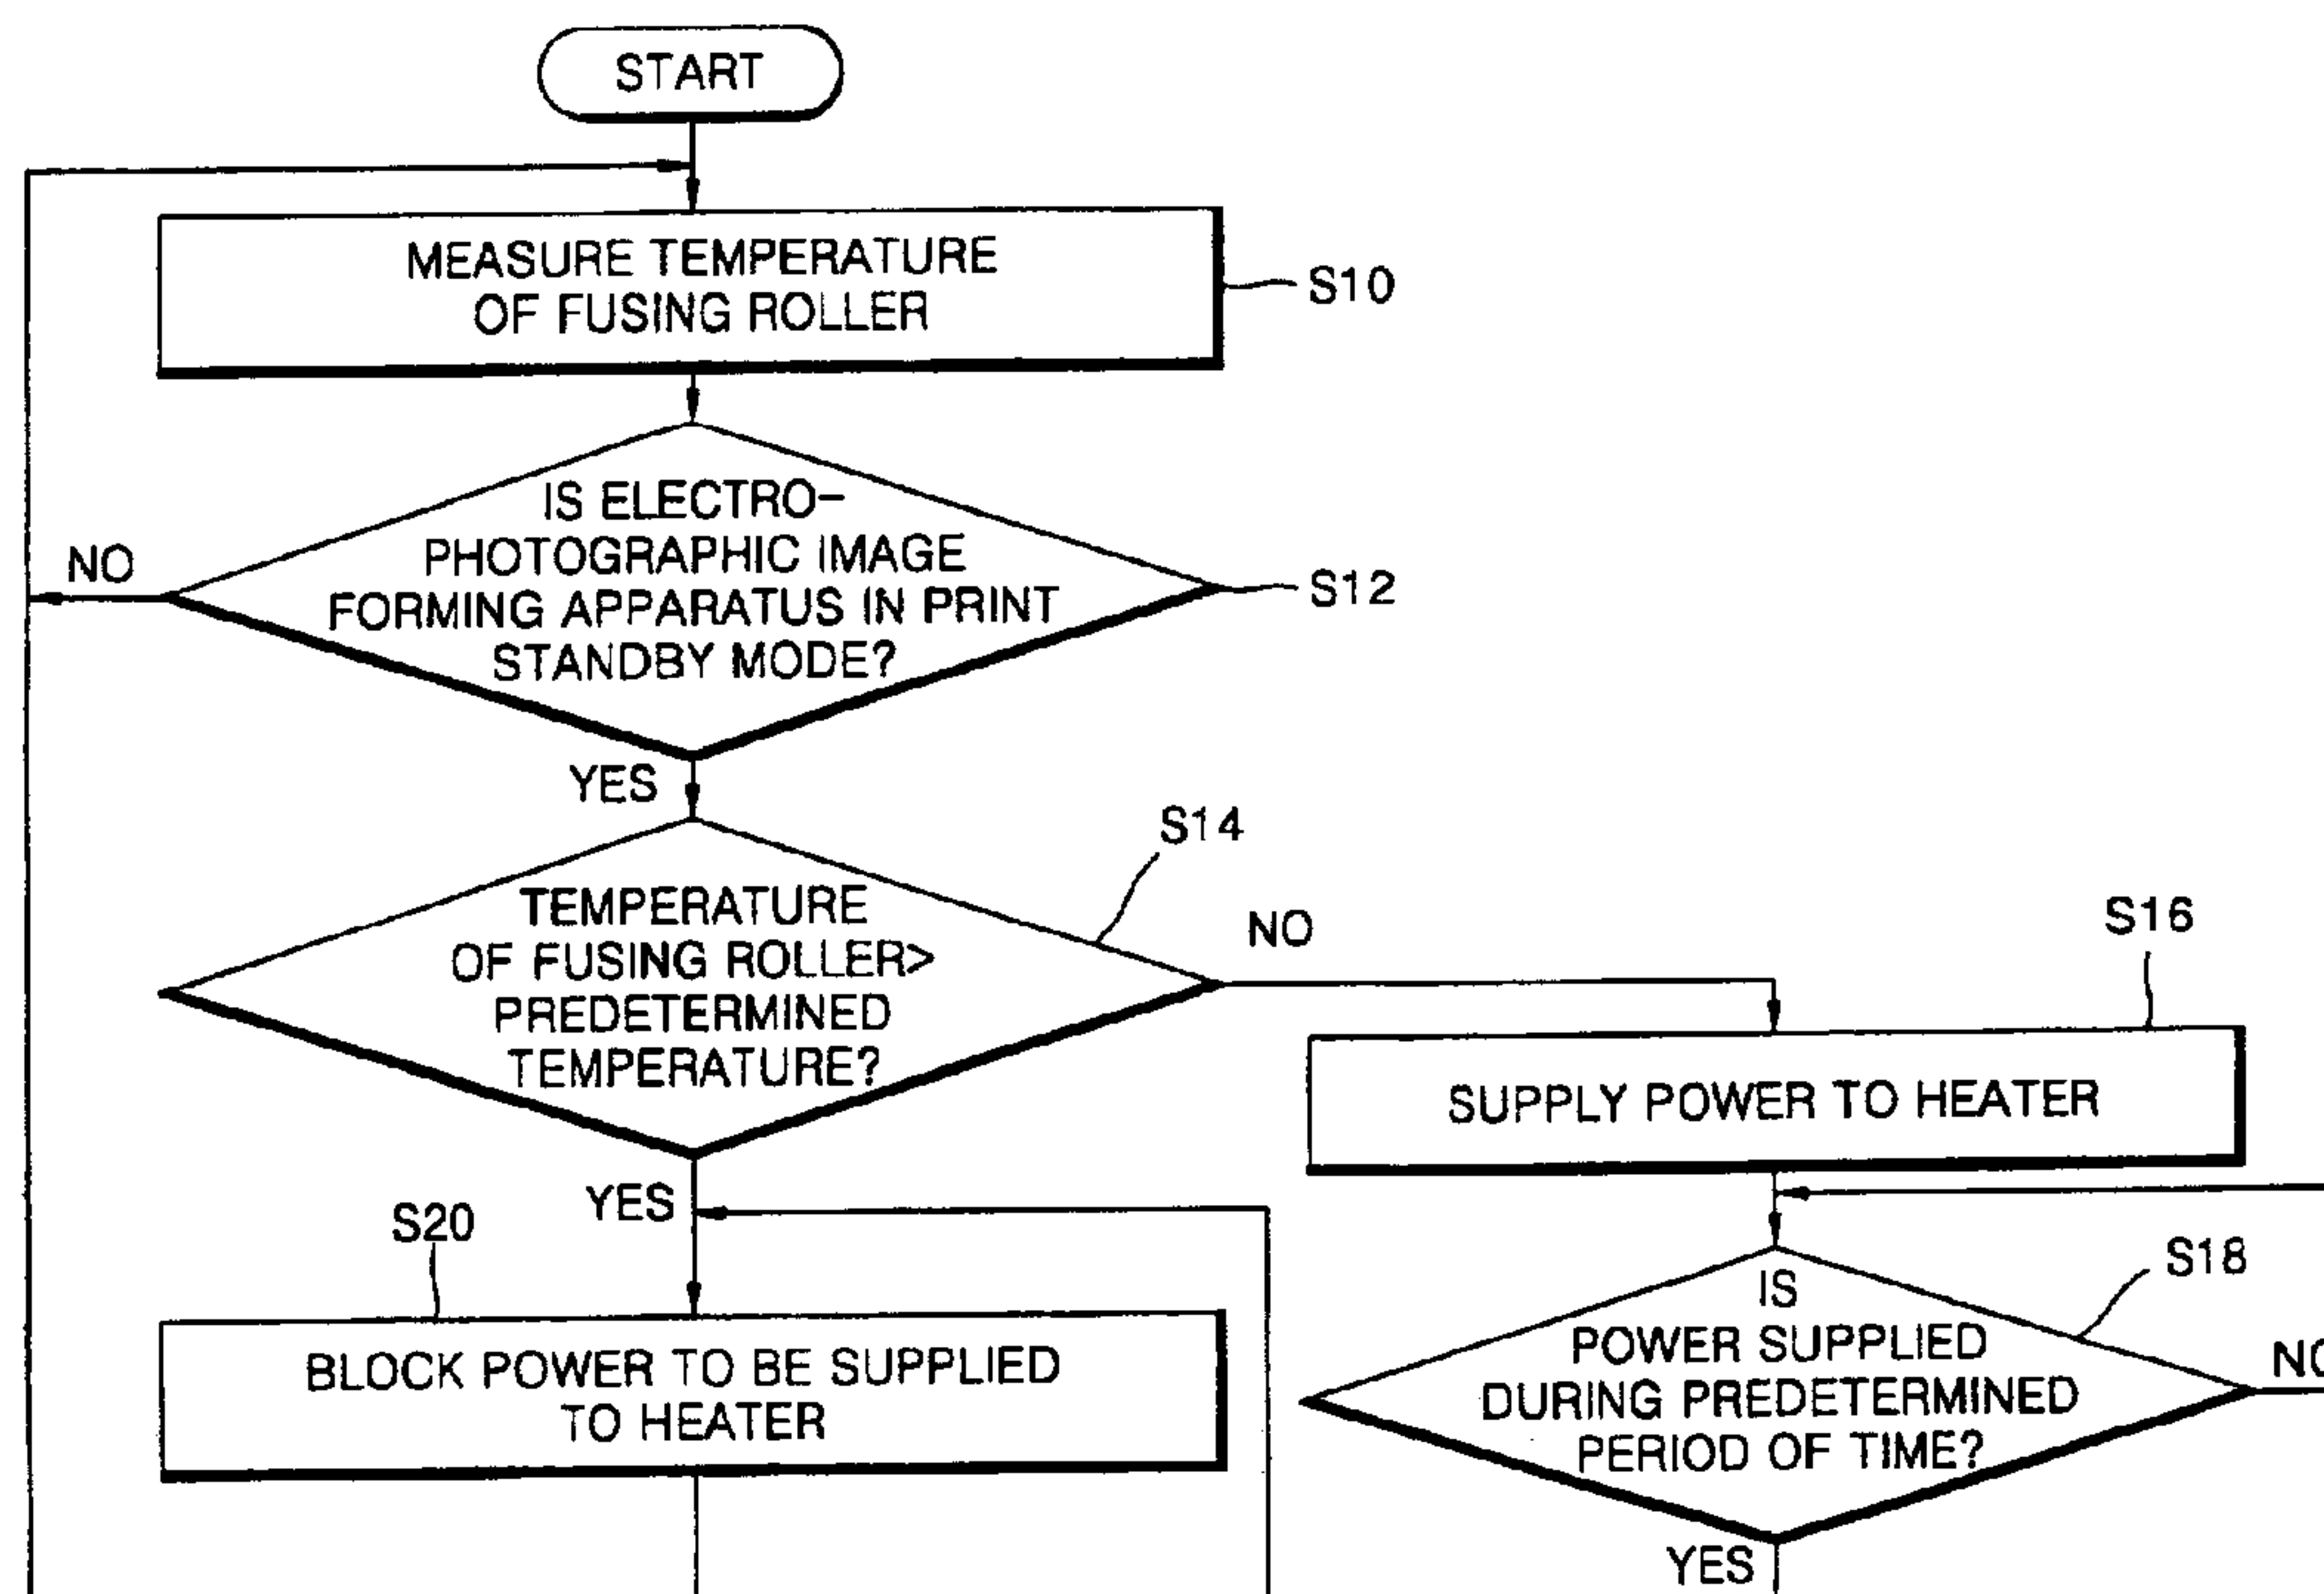 START
MEASURE TEMPERATURE
OF FUSING ROLLER
S10
IS ELECTRO-
PHOTOGRAPHIC IMAGE
FORMING APPARATUS IN PRINT
STANDBY MODE?
S12
NO
YES
S14
TEMPERATURE
OF FUSING ROLLER>
PREDETERMINED
TEMPERATURE?
NO
S16
SUPPLY POWER TO HEATER
YES
S20
BLOCK POWER TO BE SUPPLIED
TO HEATER
S18
IS
POWER SUPPLIED
DURING PREDETERMINED
PERIOD OF TIME?
NO
YES